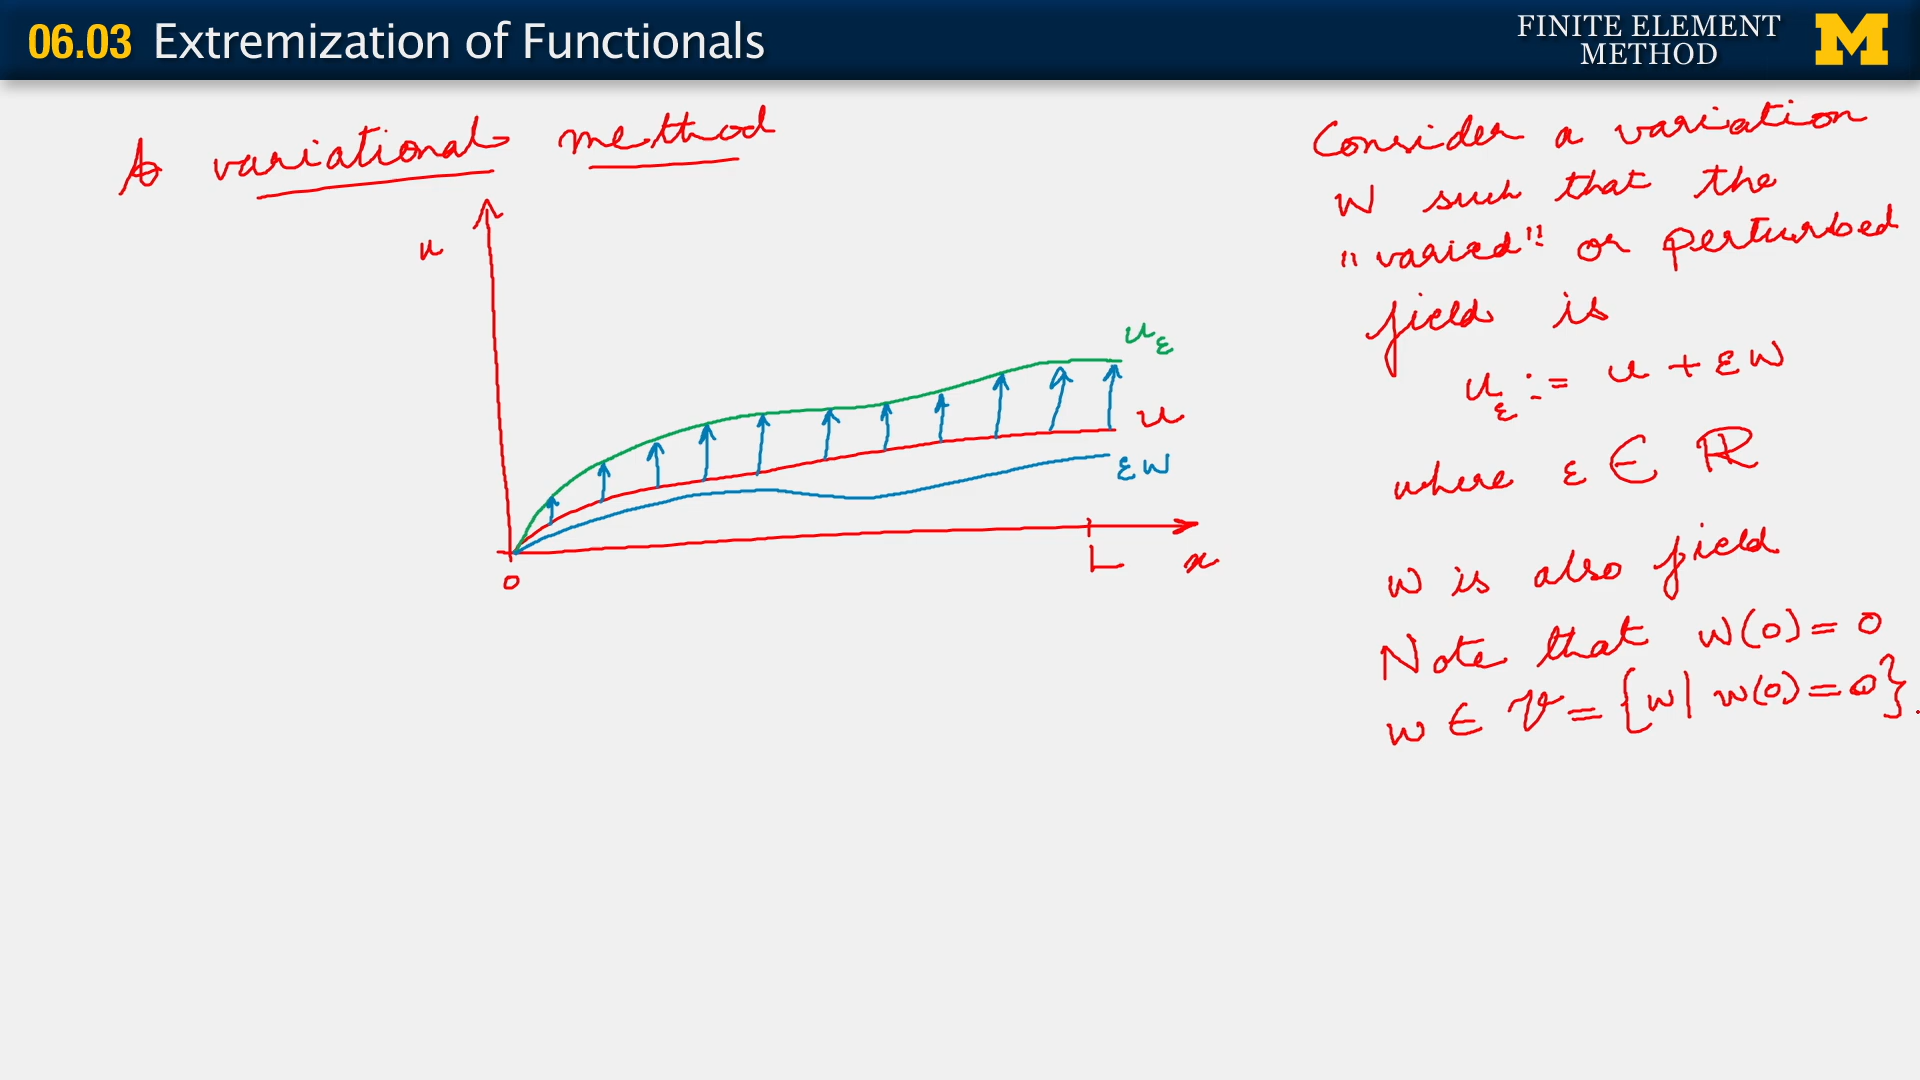 06.03 Extremization of Functionals
FINITE ELEMENT
METHOD
M
A variational method
u
u_ε
u
εw
0
L
x
Consider a variation
w such that the
"varied" or perturbed
field is
u_ε := u + εw
where ε ∈ ℝ
w is also field
Note that w(0) = 0
w ∈ 𝒱 = {w| w(0) = 0}.